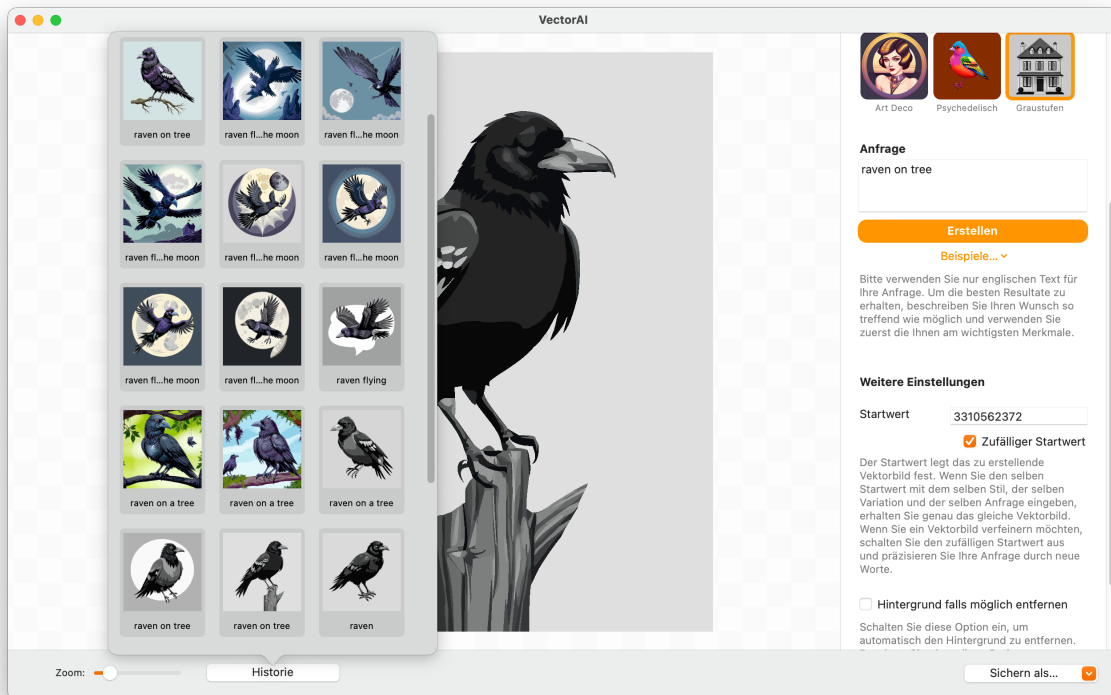 VectorAI
raven on tree
raven fl...he moon
raven fl...he moon
raven fl...he moon
raven fl...he moon
raven fl...he moon
raven fl...he moon
raven fl...he moon
raven flying
raven on a tree
raven on a tree
raven on a tree
raven on tree
raven on tree
raven
Art Deco
Psychedelisch
Graustufen
Anfrage
raven on tree
Erstellen
Beispiele...
Bitte verwenden Sie nur englischen Text für
Ihre Anfrage. Um die besten Resultate zu
erhalten, beschreiben Sie Ihren Wunsch so
treffend wie möglich und verwenden Sie
zuerst die Ihnen am wichtigsten Merkmale.
Weitere Einstellungen
Startwert
3310562372
Zufälliger Startwert
Der Startwert legt das zu erstellende
Vektorbild fest. Wenn Sie den selben
Startwert mit dem selben Stil, der selben
Variation und der selben Anfrage eingeben,
erhalten Sie genau das gleiche Vektorbild.
Wenn Sie ein Vektorbild verfeinern möchten,
schalten Sie den zufälligen Startwert aus
und präzisieren Sie Ihre Anfrage durch neue
Worte.
Hintergrund falls möglich entfernen
Schalten Sie diese Option ein, um
automatisch den Hintergrund zu entfernen.
Zoom:
Historie
Sichern als...